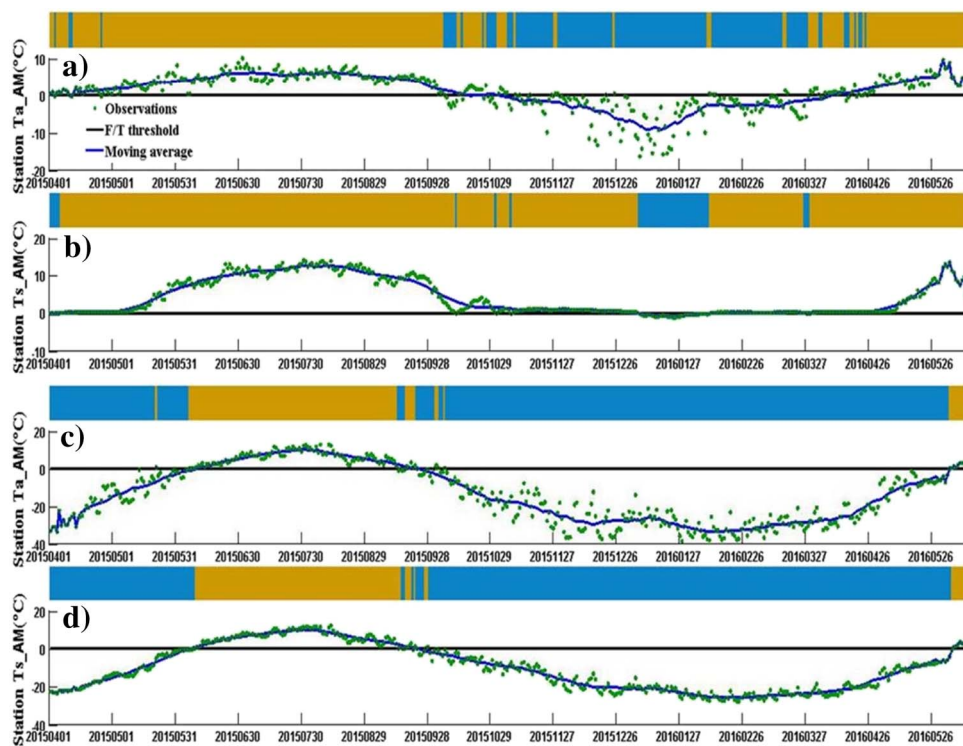 a)
Station Ta_AM(°C)
10
0
-10
-20
Observations
F/T threshold
Moving average
20150401 20150501 20150531 20150630 20150730 20150829 20150928 20151029 20151127 20151226 20160127 20160226 20160327 20160426 20160526
b)
Station Ts_AM(°C)
20
10
0
-10
20150401 20150501 20150531 20150630 20150730 20150829 20150928 20151029 20151127 20151226 20160127 20160226 20160327 20160426 20160526
c)
Station Ta_AM(°C)
20
0
-20
-40
20150401 20150501 20150531 20150630 20150730 20150829 20150928 20151029 20151127 20151226 20160127 20160226 20160327 20160426 20160526
d)
Station Ts_AM(°C)
20
0
-20
-40
20150401 20150501 20150531 20150630 20150730 20150829 20150928 20151029 20151127 20151226 20160127 20160226 20160327 20160426 20160526